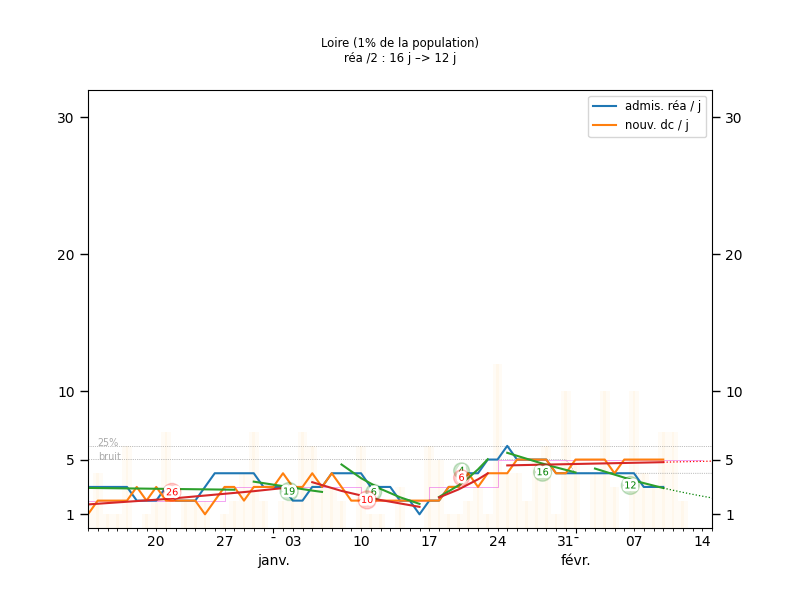 Loire (1% de la population)
réa /2 : 16 j –> 12 j
admis. réa / j
nouv. dc / j
30 30
20 20
10 10
25%
5 bruit 5
4
6
26 19 6 10 16 12
1 1
20 27 - 03 10 17 24 31 - 07 14
janv. févr.